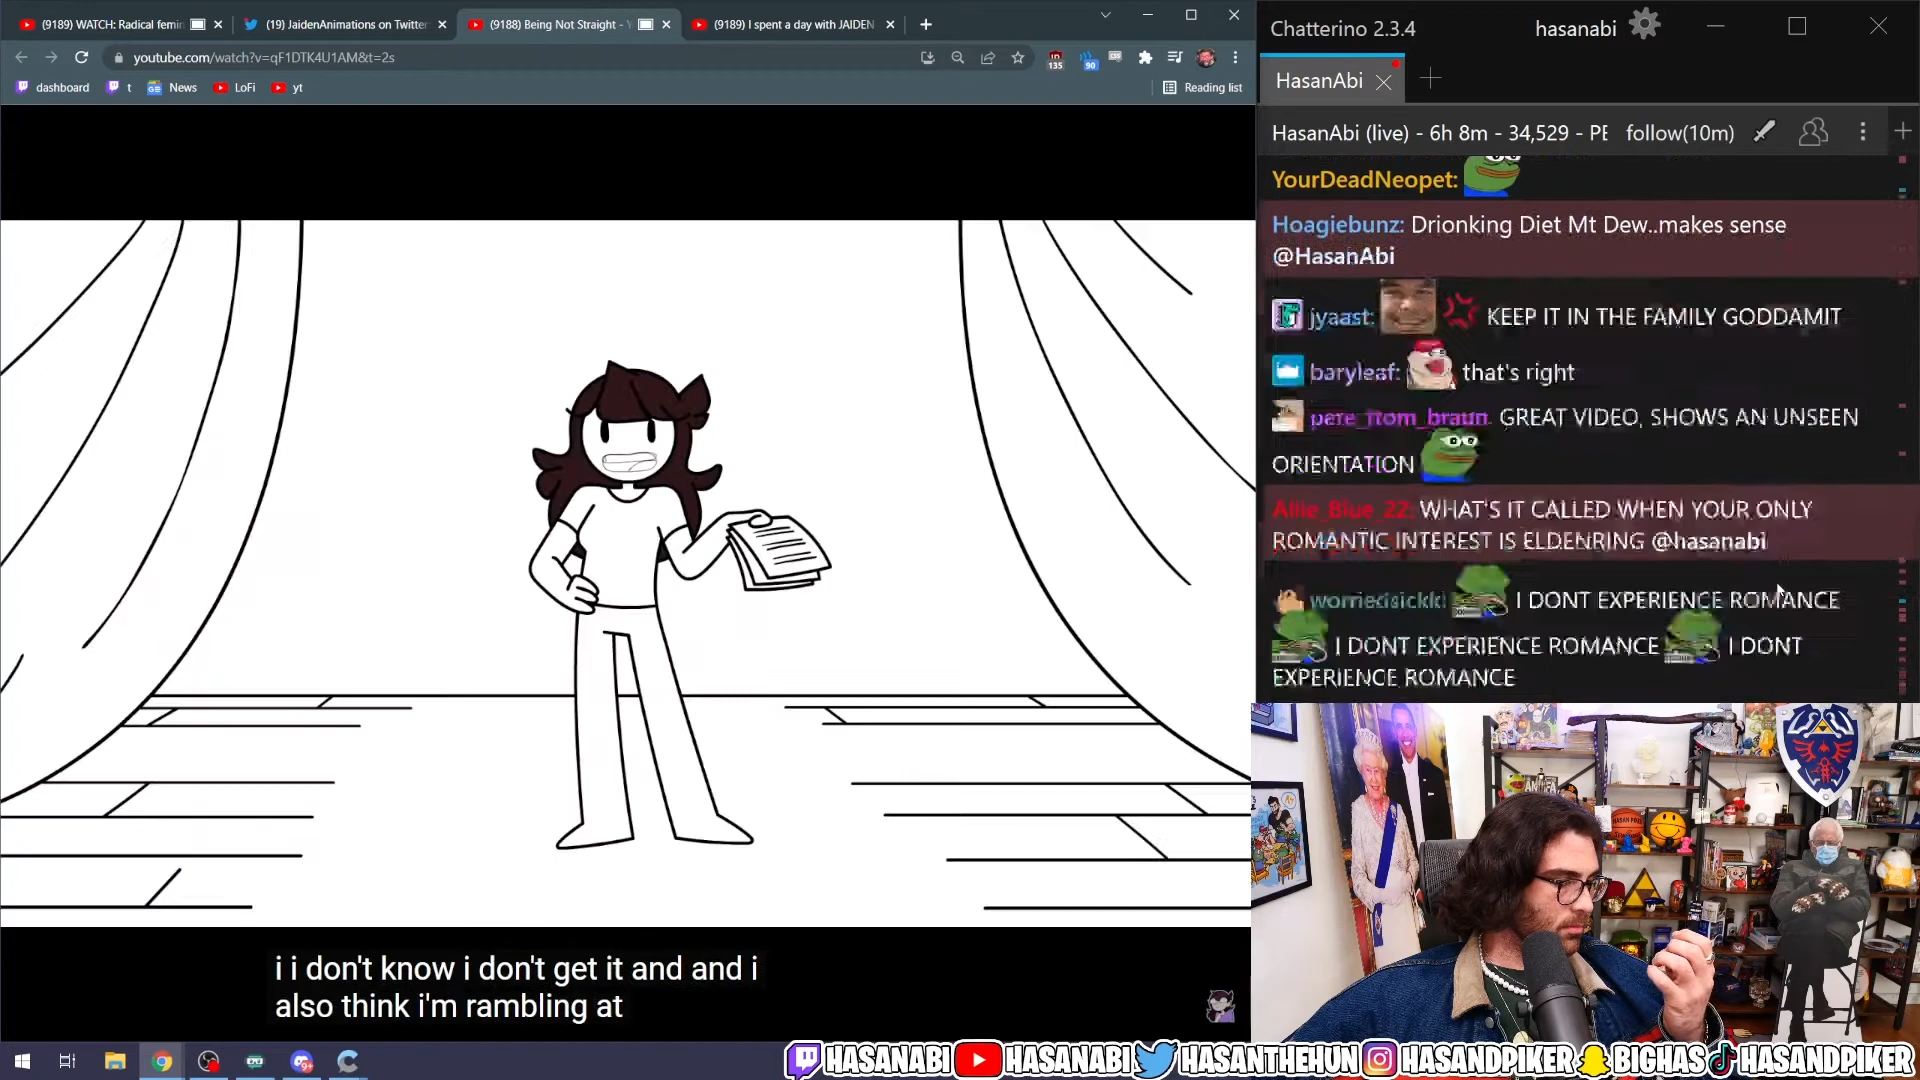 (9189) WATCH: Radical femin
(19) JaidenAnimations on Twitter
(9188) Being Not Straight - Y
(9189) I spent a day with JAIDEN
youtube.com/watch?v=qF1DTK4U1AM&t=2s
135
90
dashboard
t
News
LoFi
yt
Reading list
i i don't know i don't get it and and i
also think i'm rambling at
Chatterino 2.3.4
hasanabi
HasanAbi
HasanAbi (live) - 6h 8m - 34,529 - PE
follow(10m)
YourDeadNeopet:
Hoagiebunz: Drionking Diet Mt Dew..makes sense
@HasanAbi
jyaast: KEEP IT IN THE FAMILY GODDAMIT
baryleaf: that's right
GREAT VIDEO, SHOWS AN UNSEEN
ORIENTATION
Allie_Blue_22: WHAT'S IT CALLED WHEN YOUR ONLY
ROMANTIC INTEREST IS ELDENRING @hasanabi
I DONT EXPERIENCE ROMANCE
I DONT EXPERIENCE ROMANCE I DONT
EXPERIENCE ROMANCE
HASANABI HASANABI HASANTHEHUN HASANDPIKER BIGHAS HASANDPIKER